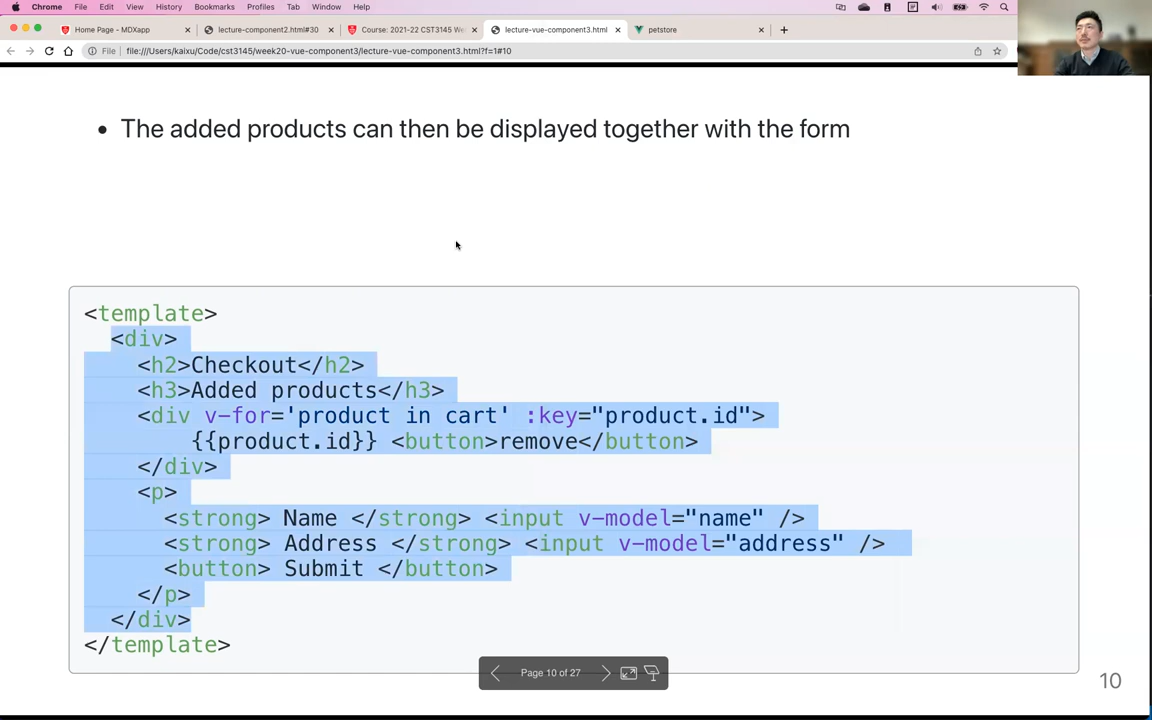 Chrome File Edit View History Bookmarks Profiles Tab Window Help
Home Page - MDXapp × lecture-component2.html#30 × Course: 2021-22 CST3145 We × lecture-vue-component3.html × petstore × +
File file:///Users/kaixu/Code/cst3145/week20-vue-component3/lecture-vue-component3.html?f=1#10
• The added products can then be displayed together with the form
<template>
<div>
<h2>Checkout</h2>
<h3>Added products</h3>
<div v-for='product in cart' :key="product.id">
{{product.id}} <button>remove</button>
</div>
<p>
<strong> Name </strong> <input v-model="name" />
<strong> Address </strong> <input v-model="address" />
<button> Submit </button>
</p>
</div>
</template>
Page 10 of 27
10